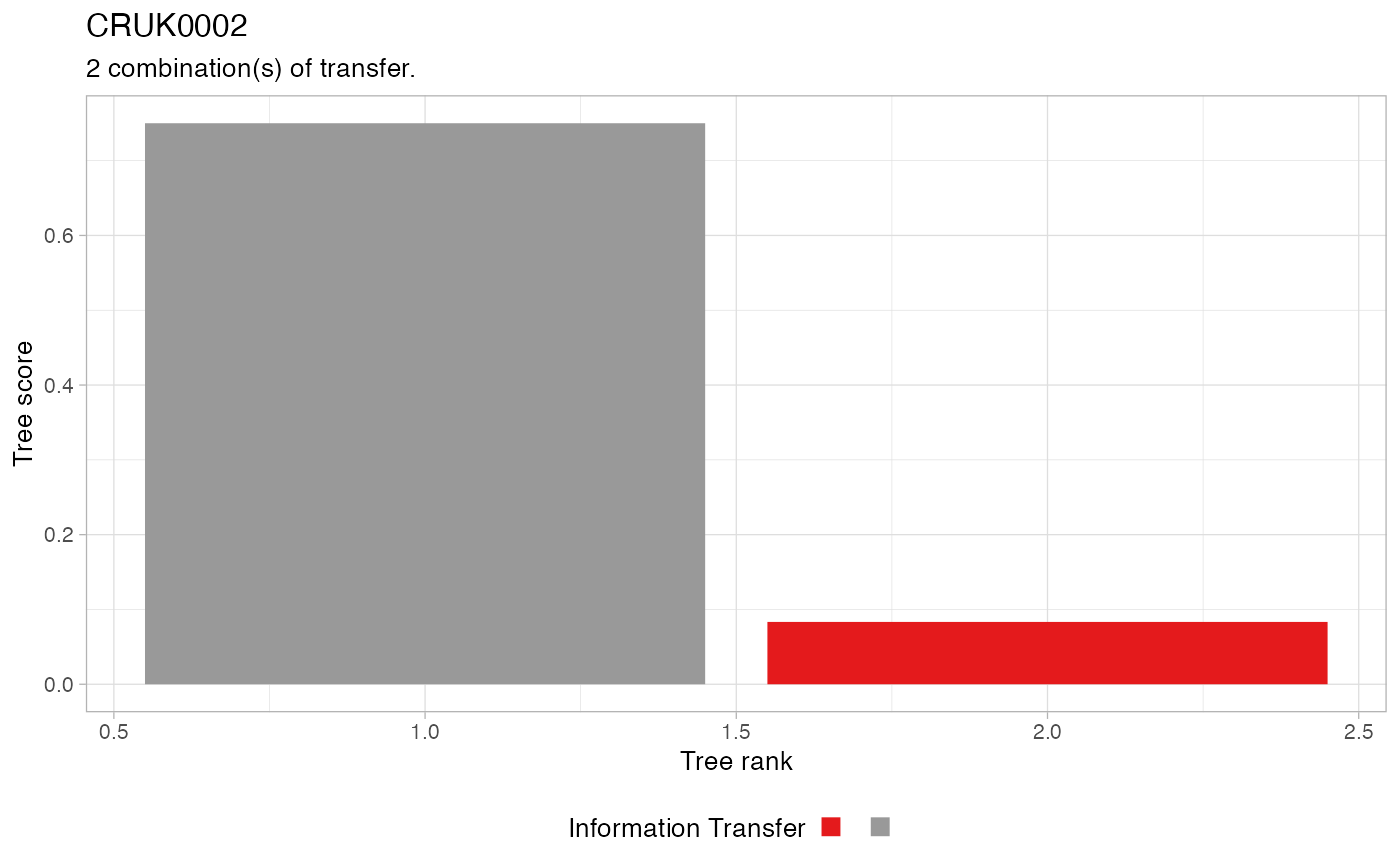 CRUK0002
2 combination(s) of transfer.
Tree score
0.6
0.4
0.2
0.0
0.5 1.0 1.5 2.0 2.5
Tree rank
Information Transfer